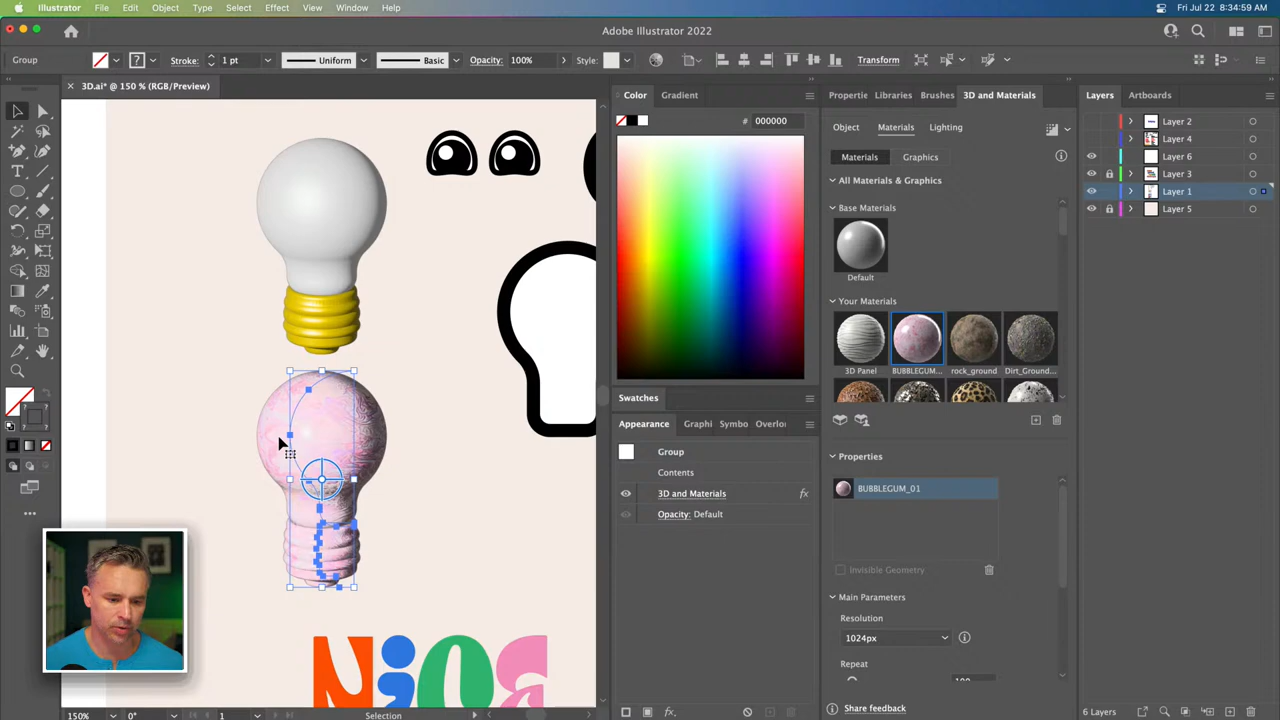 Illustrator File Edit Object Type Select Effect View Window Help Fri Jul 22 8:34:59 AM
Adobe Illustrator 2022
Group Stroke: 1 pt Uniform Basic Opacity: 100% Style: Transform
3D.ai* @ 150 % (RGB/Preview)
Color Gradient
# 000000
Swatches
Appearance Graphi Symbo Overlo
Group
Contents
3D and Materials fx
Opacity: Default
fx
Propertie Libraries Brushes 3D and Materials
Object Materials Lighting
Materials Graphics
All Materials & Graphics
Base Materials
Default
Your Materials
3D Panel BUBBLEGUM... rock_ground Dirt_Ground...
Properties
BUBBLEGUM_01
Invisible Geometry
Main Parameters
Resolution
1024px
Repeat
Share feedback
Layers Artboards
Layer 2
Layer 4
Layer 6
Layer 3
Layer 1
Layer 5
6 Layers
150% 0° 1 Selection